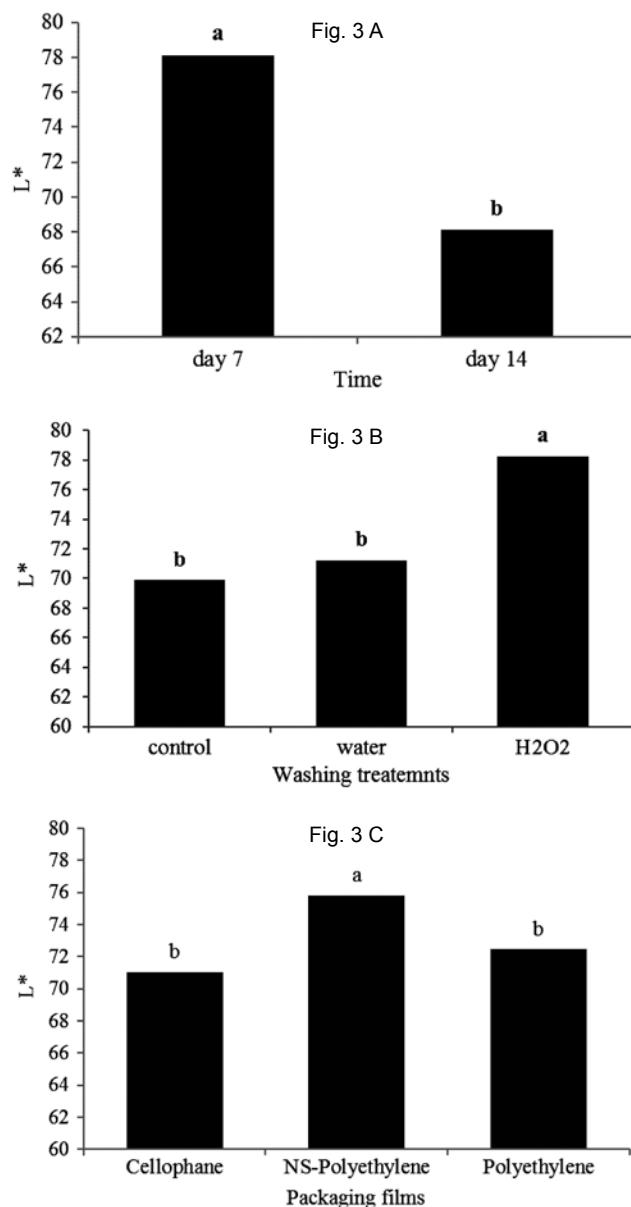 Fig. 3 A
80
78
76
74
72
70
68
66
64
62
L*
a
b
day 7 day 14
Time
Fig. 3 B
80
78
76
74
72
70
68
66
64
62
60
L*
b
b
a
control water H2O2
Washing treatemnts
Fig. 3 C
80
78
76
74
72
70
68
66
64
62
60
L*
b
a
b
Cellophane NS-Polyethylene Polyethylene
Packaging films